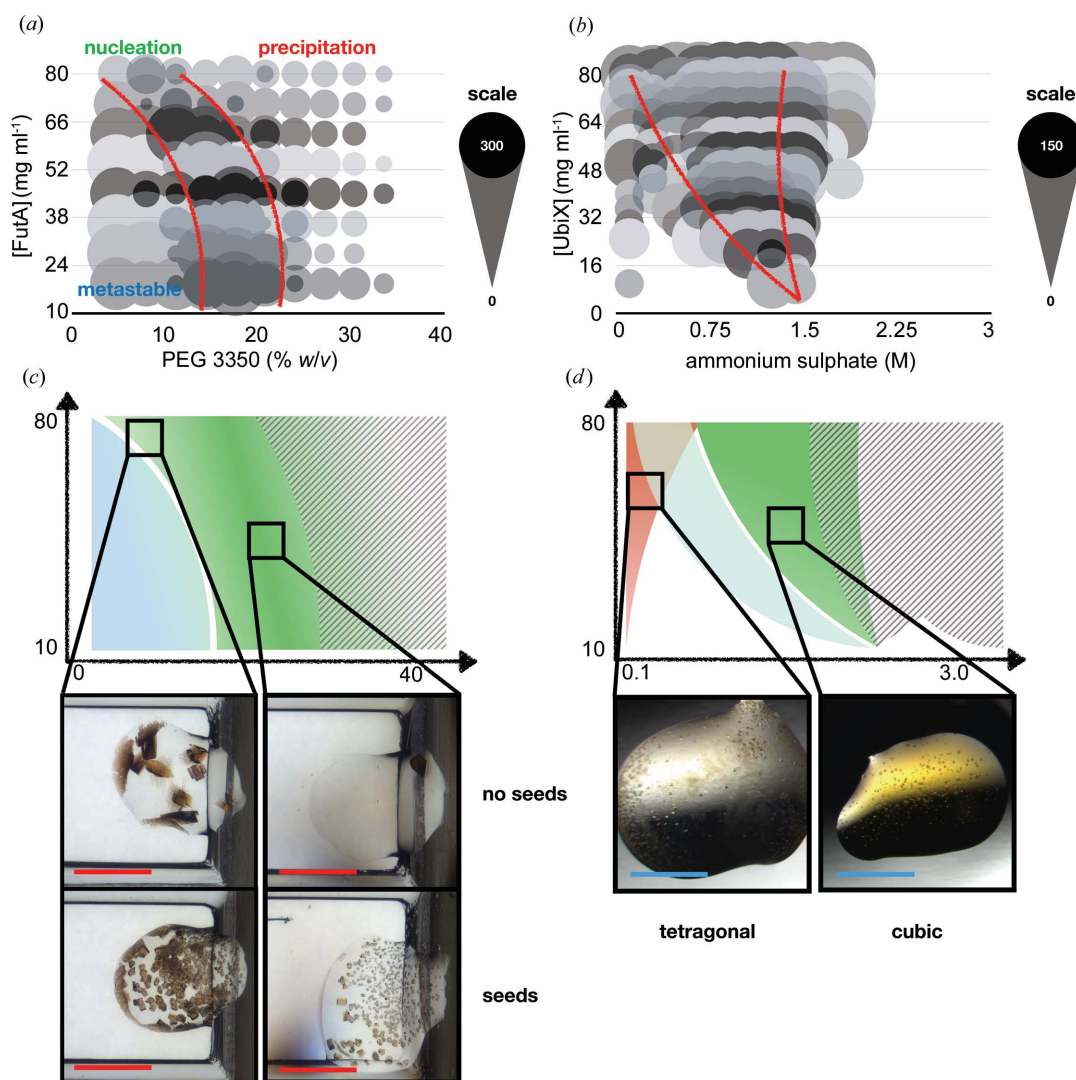 (a)
nucleation precipitation
80
66
52
38
24
10
[FutA] (mg ml-1)
metastable
0 10 20 30 40
PEG 3350 (% w/v)
scale
300
0
(b)
80
64
48
32
16
0
[UbiX] (mg ml-1)
0 0.75 1.5 2.25 3
ammonium sulphate (M)
scale
150
0
(c)
80
10
0 40
no seeds
seeds
(d)
80
10
0.1 3.0
tetragonal cubic